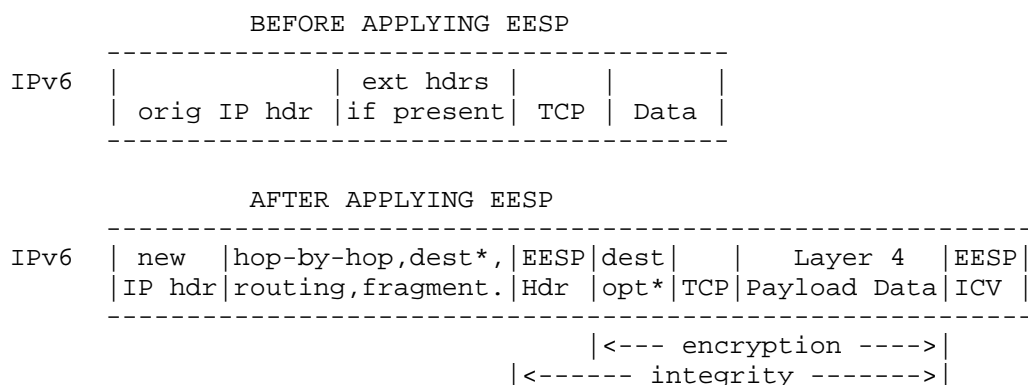 BEFORE APPLYING EESP
---------------------------------------
IPv6  |              | ext hdrs |     |      |
      | orig IP hdr |if present| TCP | Data |
---------------------------------------
AFTER APPLYING EESP
----------------------------------------------------------
IPv6  | new   |hop-by-hop,dest*,|EESP|dest|   |   Layer 4    |EESP|
      |IP hdr|routing,fragment.|Hdr |opt*|TCP|Payload Data|ICV |
----------------------------------------------------------
|<--- encryption ---->|
|<------ integrity ------->|